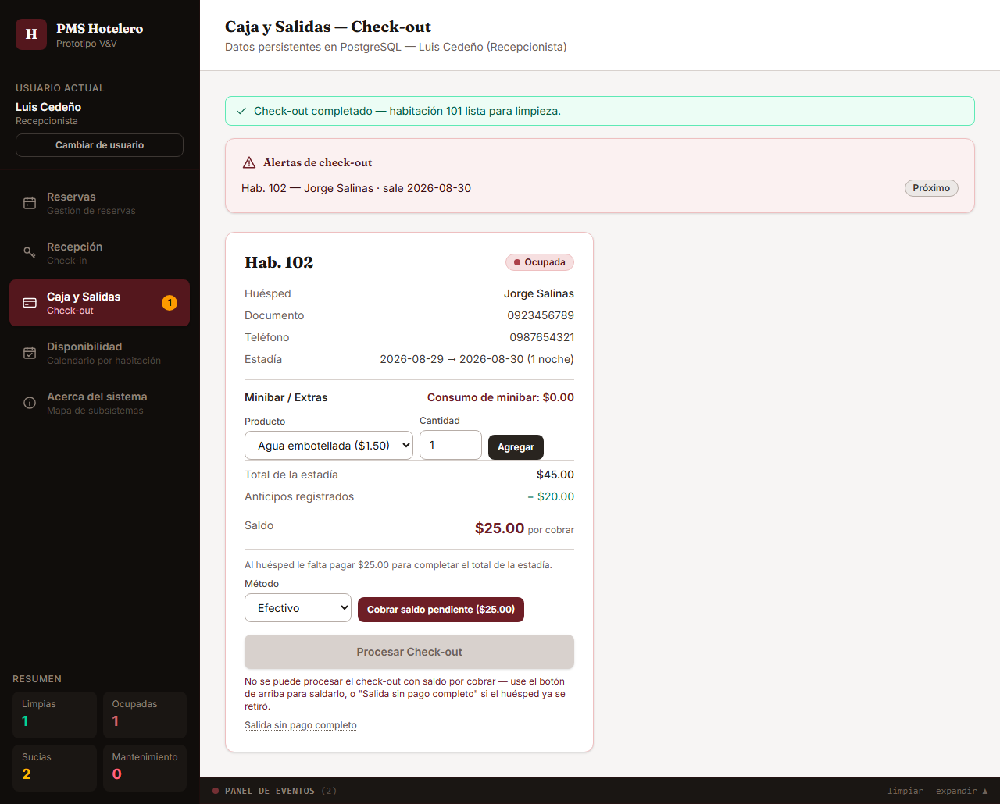 H
PMS Hotelero
Prototipo V&V
USUARIO ACTUAL
Luis Cedeño
Recepcionista
Cambiar de usuario
Reservas
Gestión de reservas
Recepción
Check-in
Caja y Salidas
Check-out
1
Disponibilidad
Calendario por habitación
Acerca del sistema
Mapa de subsistemas
RESUMEN
Limpias
1
Ocupadas
1
Sucias
2
Mantenimiento
0
Caja y Salidas — Check-out
Datos persistentes en PostgreSQL — Luis Cedeño (Recepcionista)
Check-out completado — habitación 101 lista para limpieza.
Alertas de check-out
Hab. 102 — Jorge Salinas · sale 2026-08-30
Próximo
Hab. 102
Ocupada
Huésped Jorge Salinas
Documento 0923456789
Teléfono 0987654321
Estadía 2026-08-29 → 2026-08-30 (1 noche)
Minibar / Extras Consumo de minibar: $0.00
Producto Cantidad
Agua embotellada ($1.50) 1 Agregar
Total de la estadía $45.00
Anticipos registrados − $20.00
Saldo $25.00 por cobrar
Al huésped le falta pagar $25.00 para completar el total de la estadía.
Método
Efectivo Cobrar saldo pendiente ($25.00)
Procesar Check-out
No se puede procesar el check-out con saldo por cobrar — use el botón
de arriba para saldarlo, o "Salida sin pago completo" si el huésped ya se
retiró.
Salida sin pago completo
PANEL DE EVENTOS (2) limpiar expandir ▲